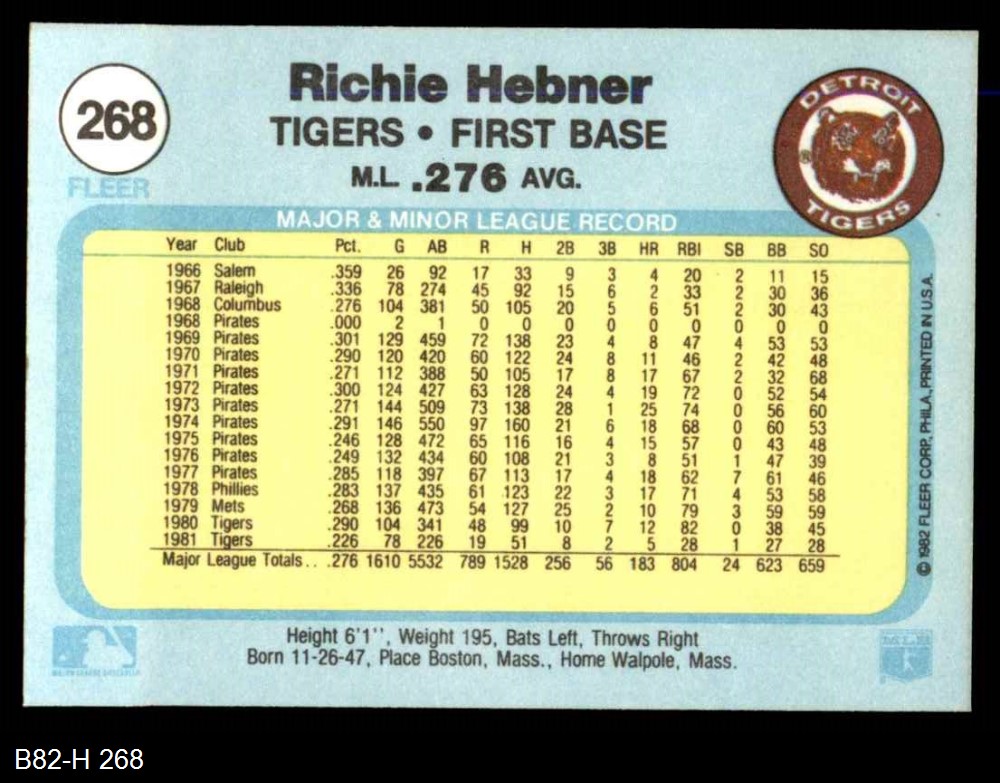 268
FLEER
Richie Hebner
TIGERS • FIRST BASE
M.L. .276 AVG.
DETROIT
®
TIGERS
MAJOR & MINOR LEAGUE RECORD
Year Club Pct. G AB R H 2B 3B HR RBI SB BB SO
1966 Salem .359 26 92 17 33 9 3 4 20 2 11 15
1967 Raleigh .336 78 274 45 92 15 6 2 33 2 30 36
1968 Columbus .276 104 381 50 105 20 5 6 51 2 30 43
1968 Pirates .000 2 1 0 0 0 0 0 0 0 0 0
1969 Pirates .301 129 459 72 138 23 4 8 47 4 53 53
1970 Pirates .290 120 420 60 122 24 8 11 46 2 42 48
1971 Pirates .271 112 388 50 105 17 8 17 67 2 32 68
1972 Pirates .300 124 427 63 128 24 4 19 72 0 52 54
1973 Pirates .271 144 509 73 138 28 1 25 74 0 56 60
1974 Pirates .291 146 550 97 160 21 6 18 68 0 60 53
1975 Pirates .246 128 472 65 116 16 4 15 57 0 43 48
1976 Pirates .249 132 434 60 108 21 3 8 51 1 47 39
1977 Pirates .285 118 397 67 113 17 4 18 62 7 61 46
1978 Phillies .283 137 435 61 123 22 3 17 71 4 53 58
1979 Mets .268 136 473 54 127 25 2 10 79 3 59 59
1980 Tigers .290 104 341 48 99 10 7 12 82 0 38 45
1981 Tigers .226 78 226 19 51 8 2 5 28 1 27 28
Major League Totals . . .276 1610 5532 789 1528 256 56 183 804 24 623 659
© 1982 FLEER CORP., PHILA., PRINTED IN U.S.A.
Height 6'1'', Weight 195, Bats Left, Throws Right
Born 11-26-47, Place Boston, Mass., Home Walpole, Mass.
MAJOR LEAGUE BASEBALL
B82-H 268